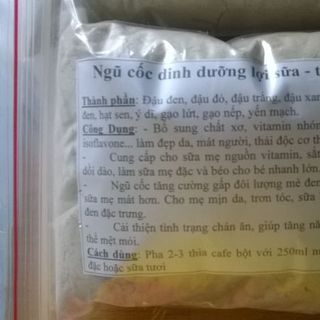 Ngũ cốc dinh dưỡng lợi sữa - t
Thành phần: Đậu đen, đậu đỏ, đậu trắng, đậu xan
đen, hạt sen, ý dĩ, gạo lứt, gạo nếp, yến mạch.
Công Dụng: - Bổ sung chất xơ, vitamin nhón
isoflavone... làm đẹp da, mát người, thải độc cơ th
- Cung cấp cho sữa mẹ nguồn vitamin, sắt
dồi dào, làm sữa mẹ đặc và béo cho bé nhanh lớn.
- Ngũ cốc tăng cường gấp đôi lượng mè đen
sữa mẹ mát hơn. Cho mẹ mịn da, trơn tóc, sữa
đen đặc trưng.
- Cải thiện tình trạng chán ăn, giúp tăng n
thể mệt mỏi.
Cách dùng: Pha 2-3 thìa cafe bột với 250ml n
đặc hoặc sữa tươi